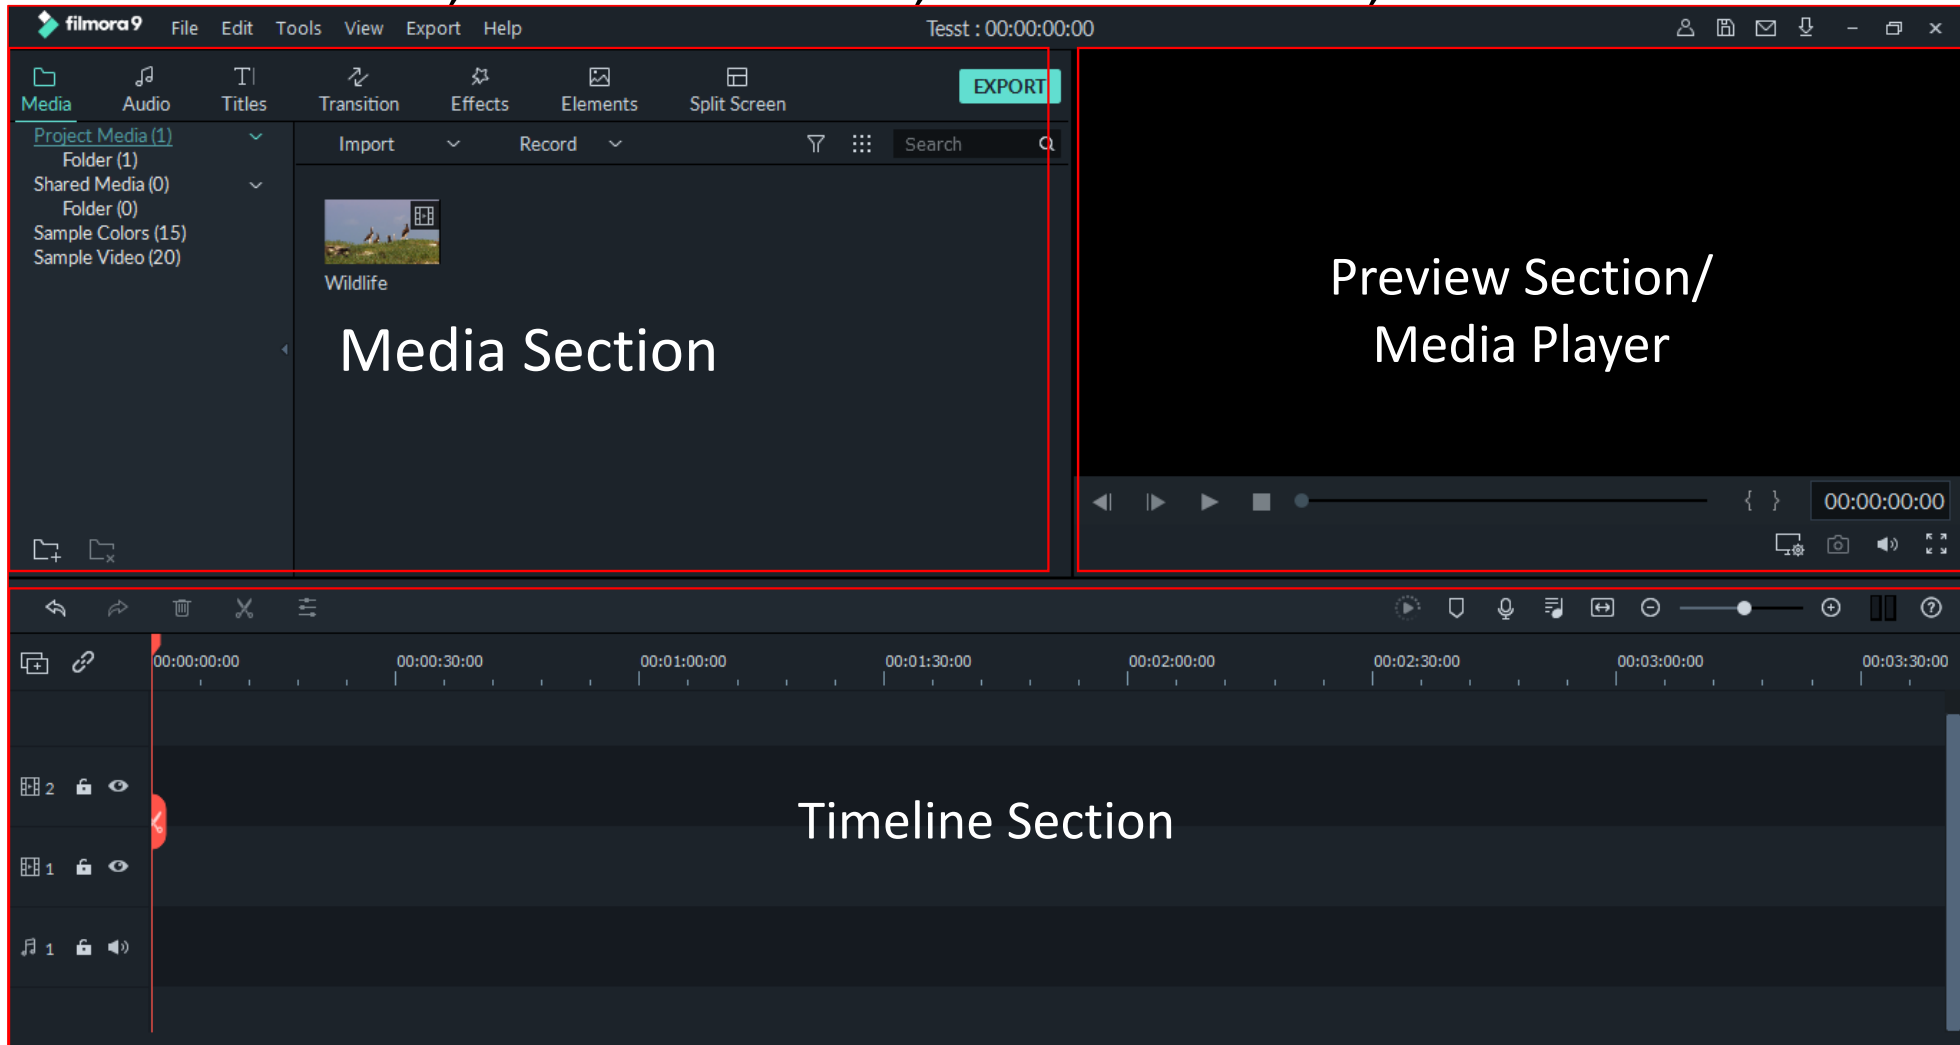 filmora9 File Edit Tools View Export Help Tesst : 00:00:00:00
Media Audio Titles Transition Effects Elements Split Screen EXPORT
Project Media (1)
Folder (1)
Shared Media (0)
Folder (0)
Sample Colors (15)
Sample Video (20)
Import Record Search
Wildlife
Media Section
Preview Section/
Media Player
{ } 00:00:00:00
00:00:00:00 00:00:30:00 00:01:00:00 00:01:30:00 00:02:00:00 00:02:30:00 00:03:00:00 00:03:30:00
2
Timeline Section
1
1